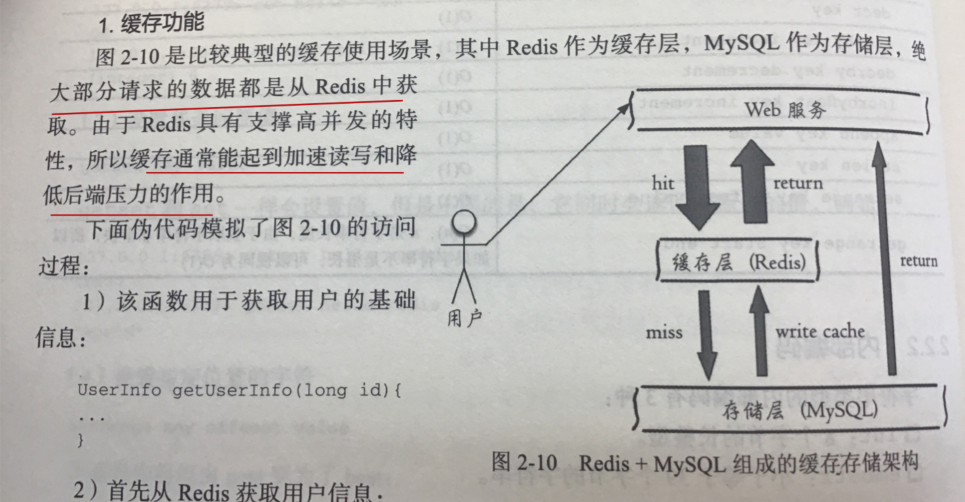 1. 缓存功能
图 2-10 是比较典型的缓存使用场景，其中 Redis 作为缓存层，MySQL 作为存储层，绝
大部分请求的数据都是从 Redis 中获
取。由于 Redis 具有支撑高并发的特
性，所以缓存通常能起到加速读写和降
低后端压力的作用。
下面伪代码模拟了图 2-10 的访问
过程：
1）该函数用于获取用户的基础
信息：
UserInfo getUserInfo(long id){
...
}
2）首先从 Redis 获取用户信息：
Web 服务
hit
return
缓存层 (Redis)
return
用户
miss
write cache
存储层 (MySQL)
图 2-10 Redis + MySQL 组成的缓存存储架构